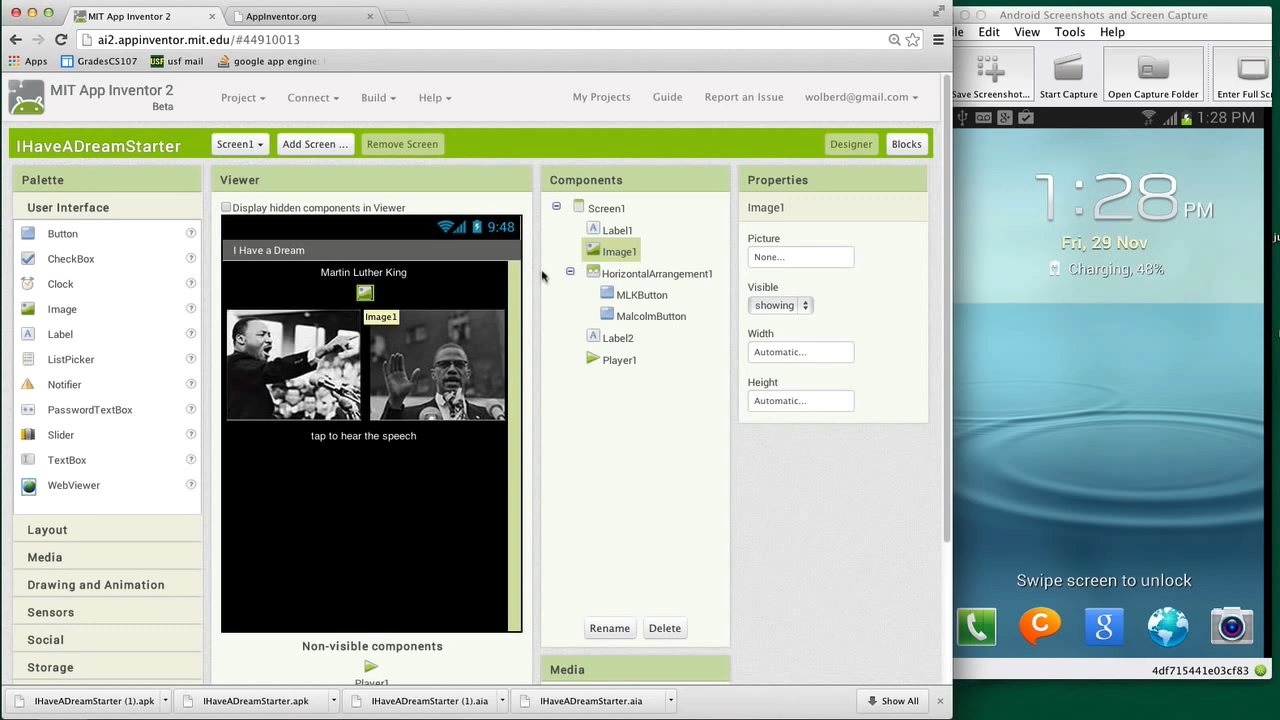 MIT App Inventor 2
AppInventor.org
ai2.appinventor.mit.edu/#44910013
Apps
GradesCS107
usf mail
google app engine:
MIT App Inventor 2
Beta
Project
Connect
Build
Help
My Projects
Guide
Report an Issue
wolberd@gmail.com
IHaveADreamStarter
Screen1
Add Screen ...
Remove Screen
Designer
Blocks
Palette
User Interface
Button
CheckBox
Clock
Image
Label
ListPicker
Notifier
PasswordTextBox
Slider
TextBox
WebViewer
Layout
Media
Drawing and Animation
Sensors
Social
Storage
Viewer
Display hidden components in Viewer
9:48
I Have a Dream
Martin Luther King
Image1
tap to hear the speech
Non-visible components
Player1
Components
Screen1
Label1
Image1
HorizontalArrangement1
MLKButton
MalcolmButton
Label2
Player1
Rename
Delete
Media
Properties
Image1
Picture
None...
Visible
showing
Width
Automatic...
Height
Automatic...
IHaveADreamStarter (1).apk
IHaveADreamStarter.apk
IHaveADreamStarter (1).aia
IHaveADreamStarter.aia
Show All
Android Screenshots and Screen Capture
le Edit View Tools Help
Save Screenshot...
Start Capture
Open Capture Folder
Enter Full Scr
1:28 PM
1:28 PM
Fri, 29 Nov
Charging, 48%
Swipe screen to unlock
4df715441e03cf83